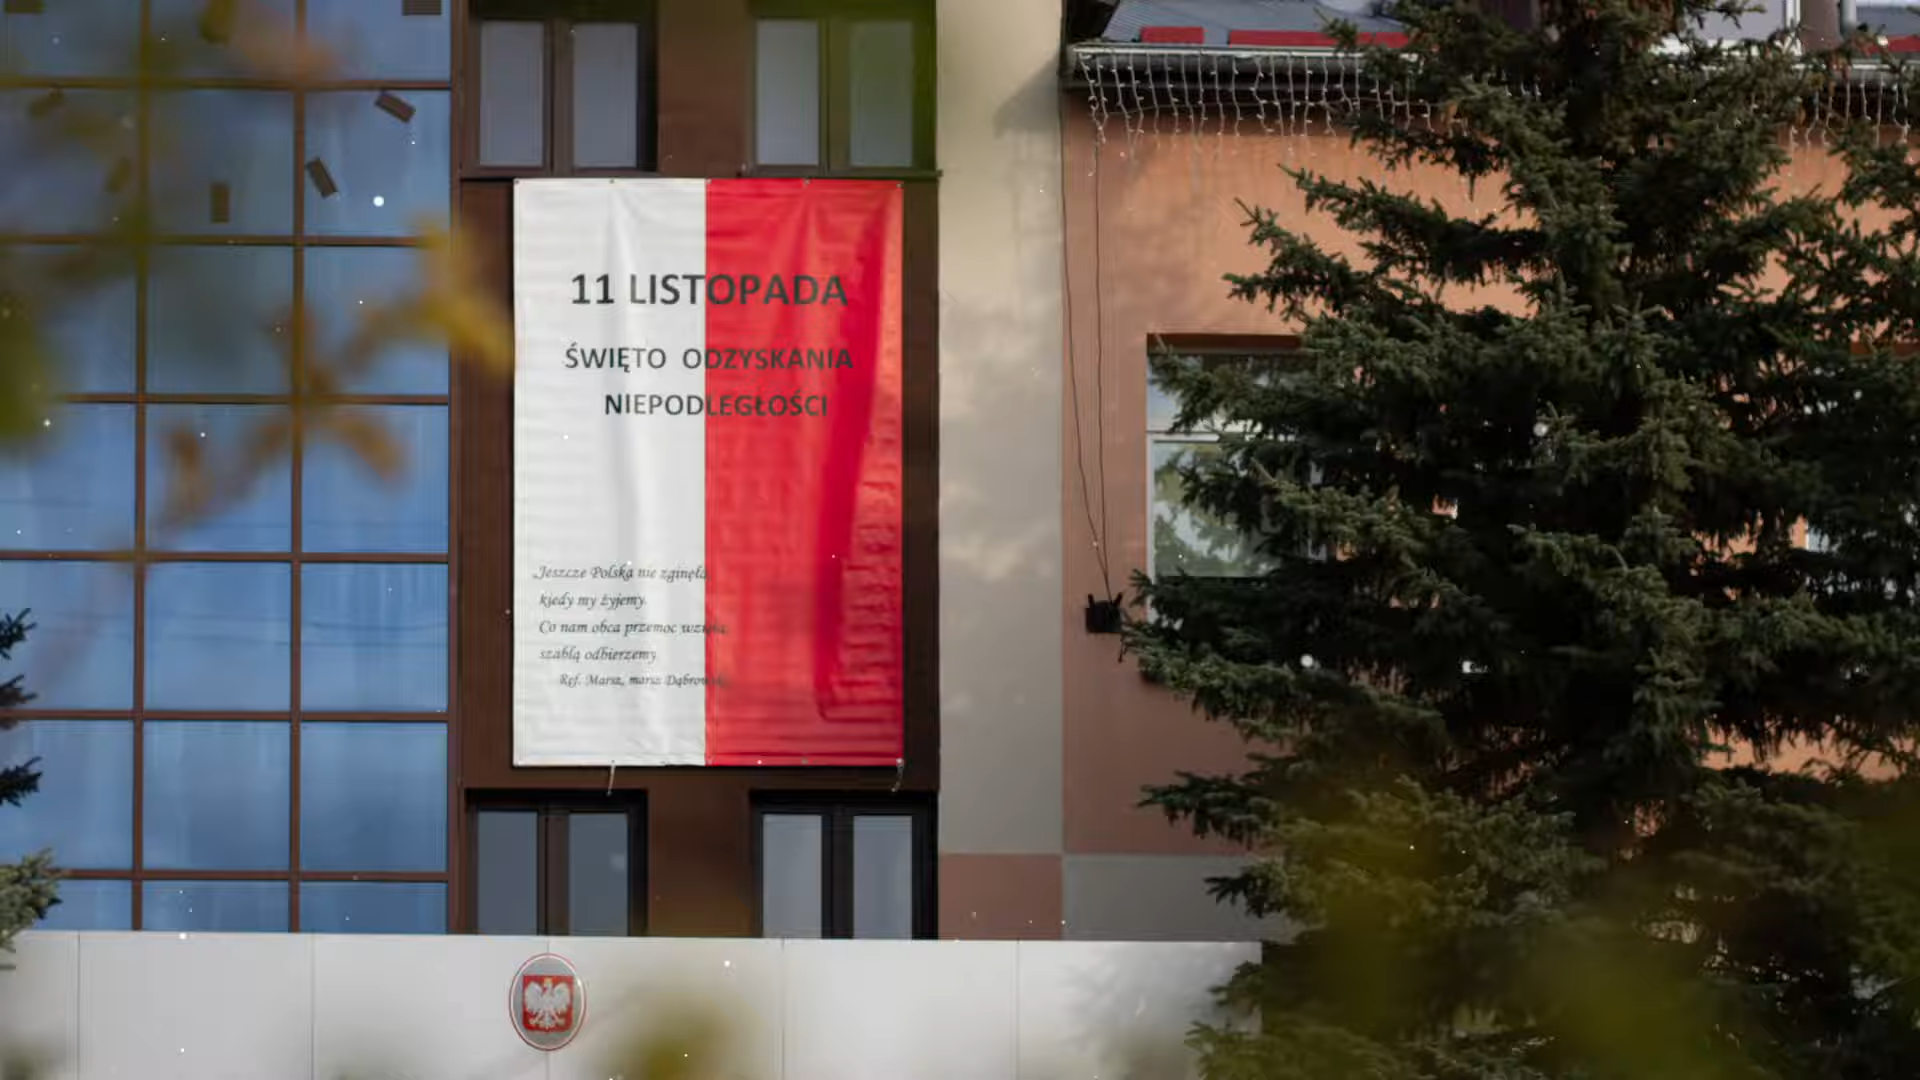 11 LISTOPADA
ŚWIĘTO ODZYSKANIA
NIEPODLEGŁOŚCI
„Jeszcze Polska nie zginęła
kiedy my żyjemy.
Co nam obca przemoc wzięła,
szablą odbierzemy
Ref. Marsz, marsz Dąbrowski,